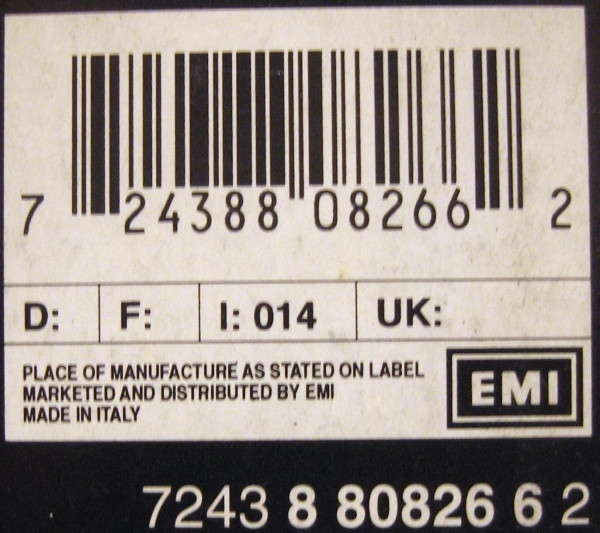 7 24388 08266 2
D: F: I: 014 UK:
PLACE OF MANUFACTURE AS STATED ON LABEL
MARKETED AND DISTRIBUTED BY EMI
MADE IN ITALY
EMI
7243 8 80826 6 2